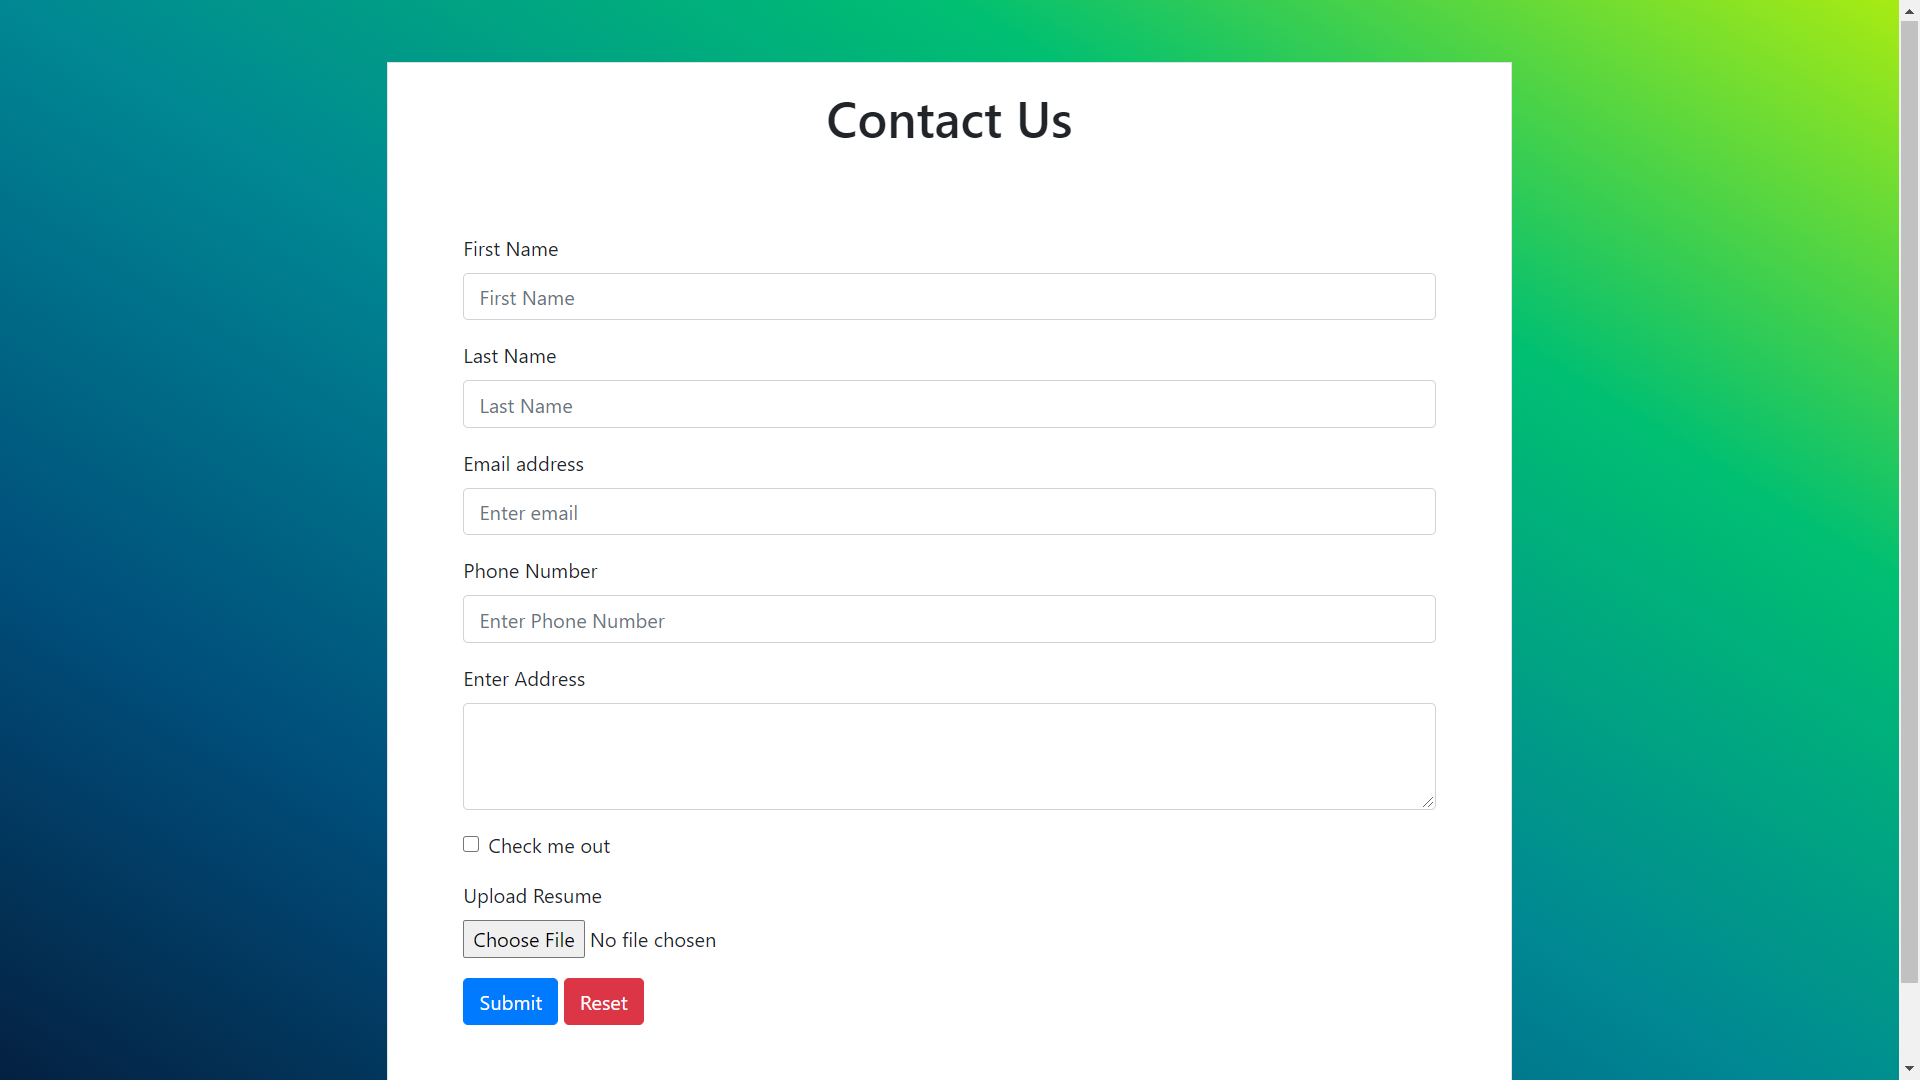 Contact Us
First Name
First Name
Last Name
Last Name
Email address
Enter email
Phone Number
Enter Phone Number
Enter Address
Check me out
Upload Resume
Choose File No file chosen
Submit Reset